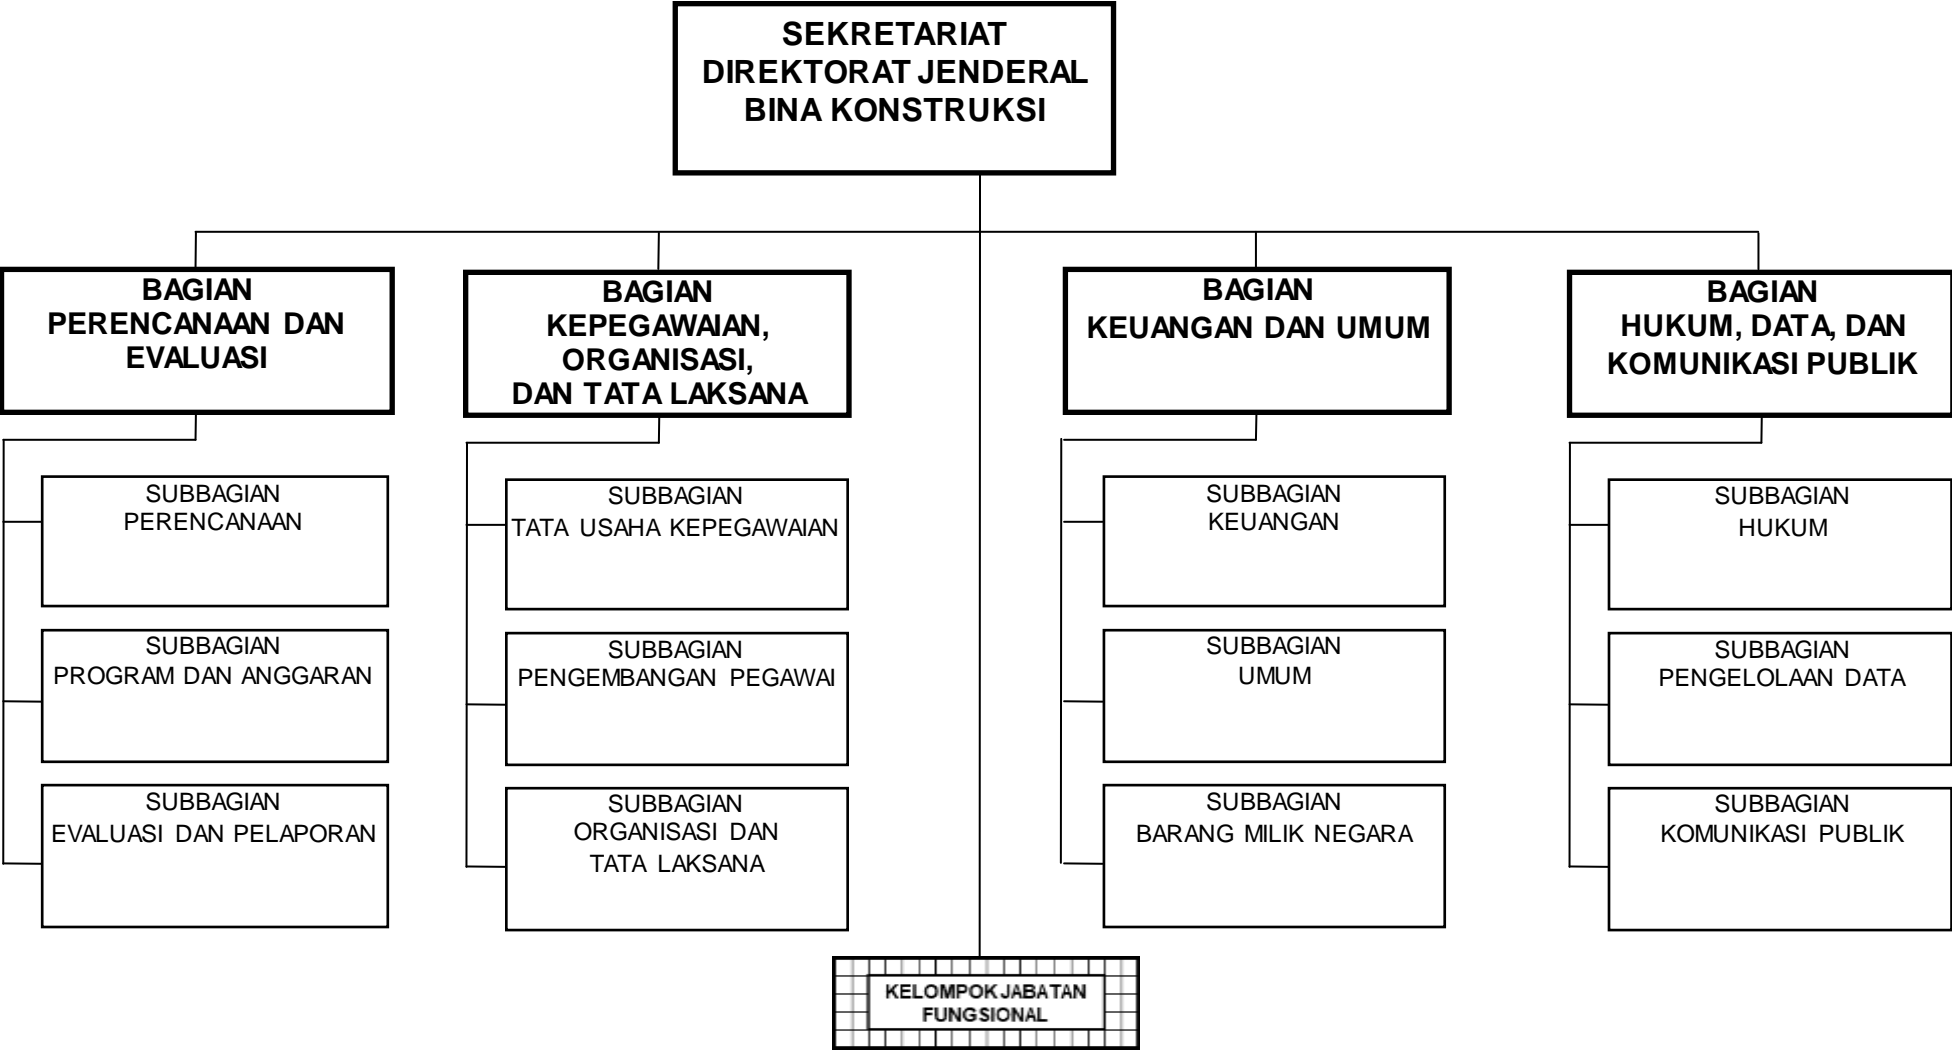 SEKRETARIAT
DIREKTORAT JENDERAL
BINA KONSTRUKSI
BAGIAN
PERENCANAAN DAN
EVALUASI
BAGIAN
KEPEGAWAIAN,
ORGANISASI,
DAN TATA LAKSANA
BAGIAN
KEUANGAN DAN UMUM
BAGIAN
HUKUM, DATA, DAN
KOMUNIKASI PUBLIK
SUBBAGIAN
PERENCANAAN
SUBBAGIAN
TATA USAHA KEPEGAWAIAN
SUBBAGIAN
KEUANGAN
SUBBAGIAN
HUKUM
SUBBAGIAN
PROGRAM DAN ANGGARAN
SUBBAGIAN
PENGEMBANGAN PEGAWAI
SUBBAGIAN
UMUM
SUBBAGIAN
PENGELOLAAN DATA
SUBBAGIAN
EVALUASI DAN PELAPORAN
SUBBAGIAN
ORGANISASI DAN
TATA LAKSANA
SUBBAGIAN
BARANG MILIK NEGARA
SUBBAGIAN
KOMUNIKASI PUBLIK
KELOMPOK JABATAN
FUNGSIONAL